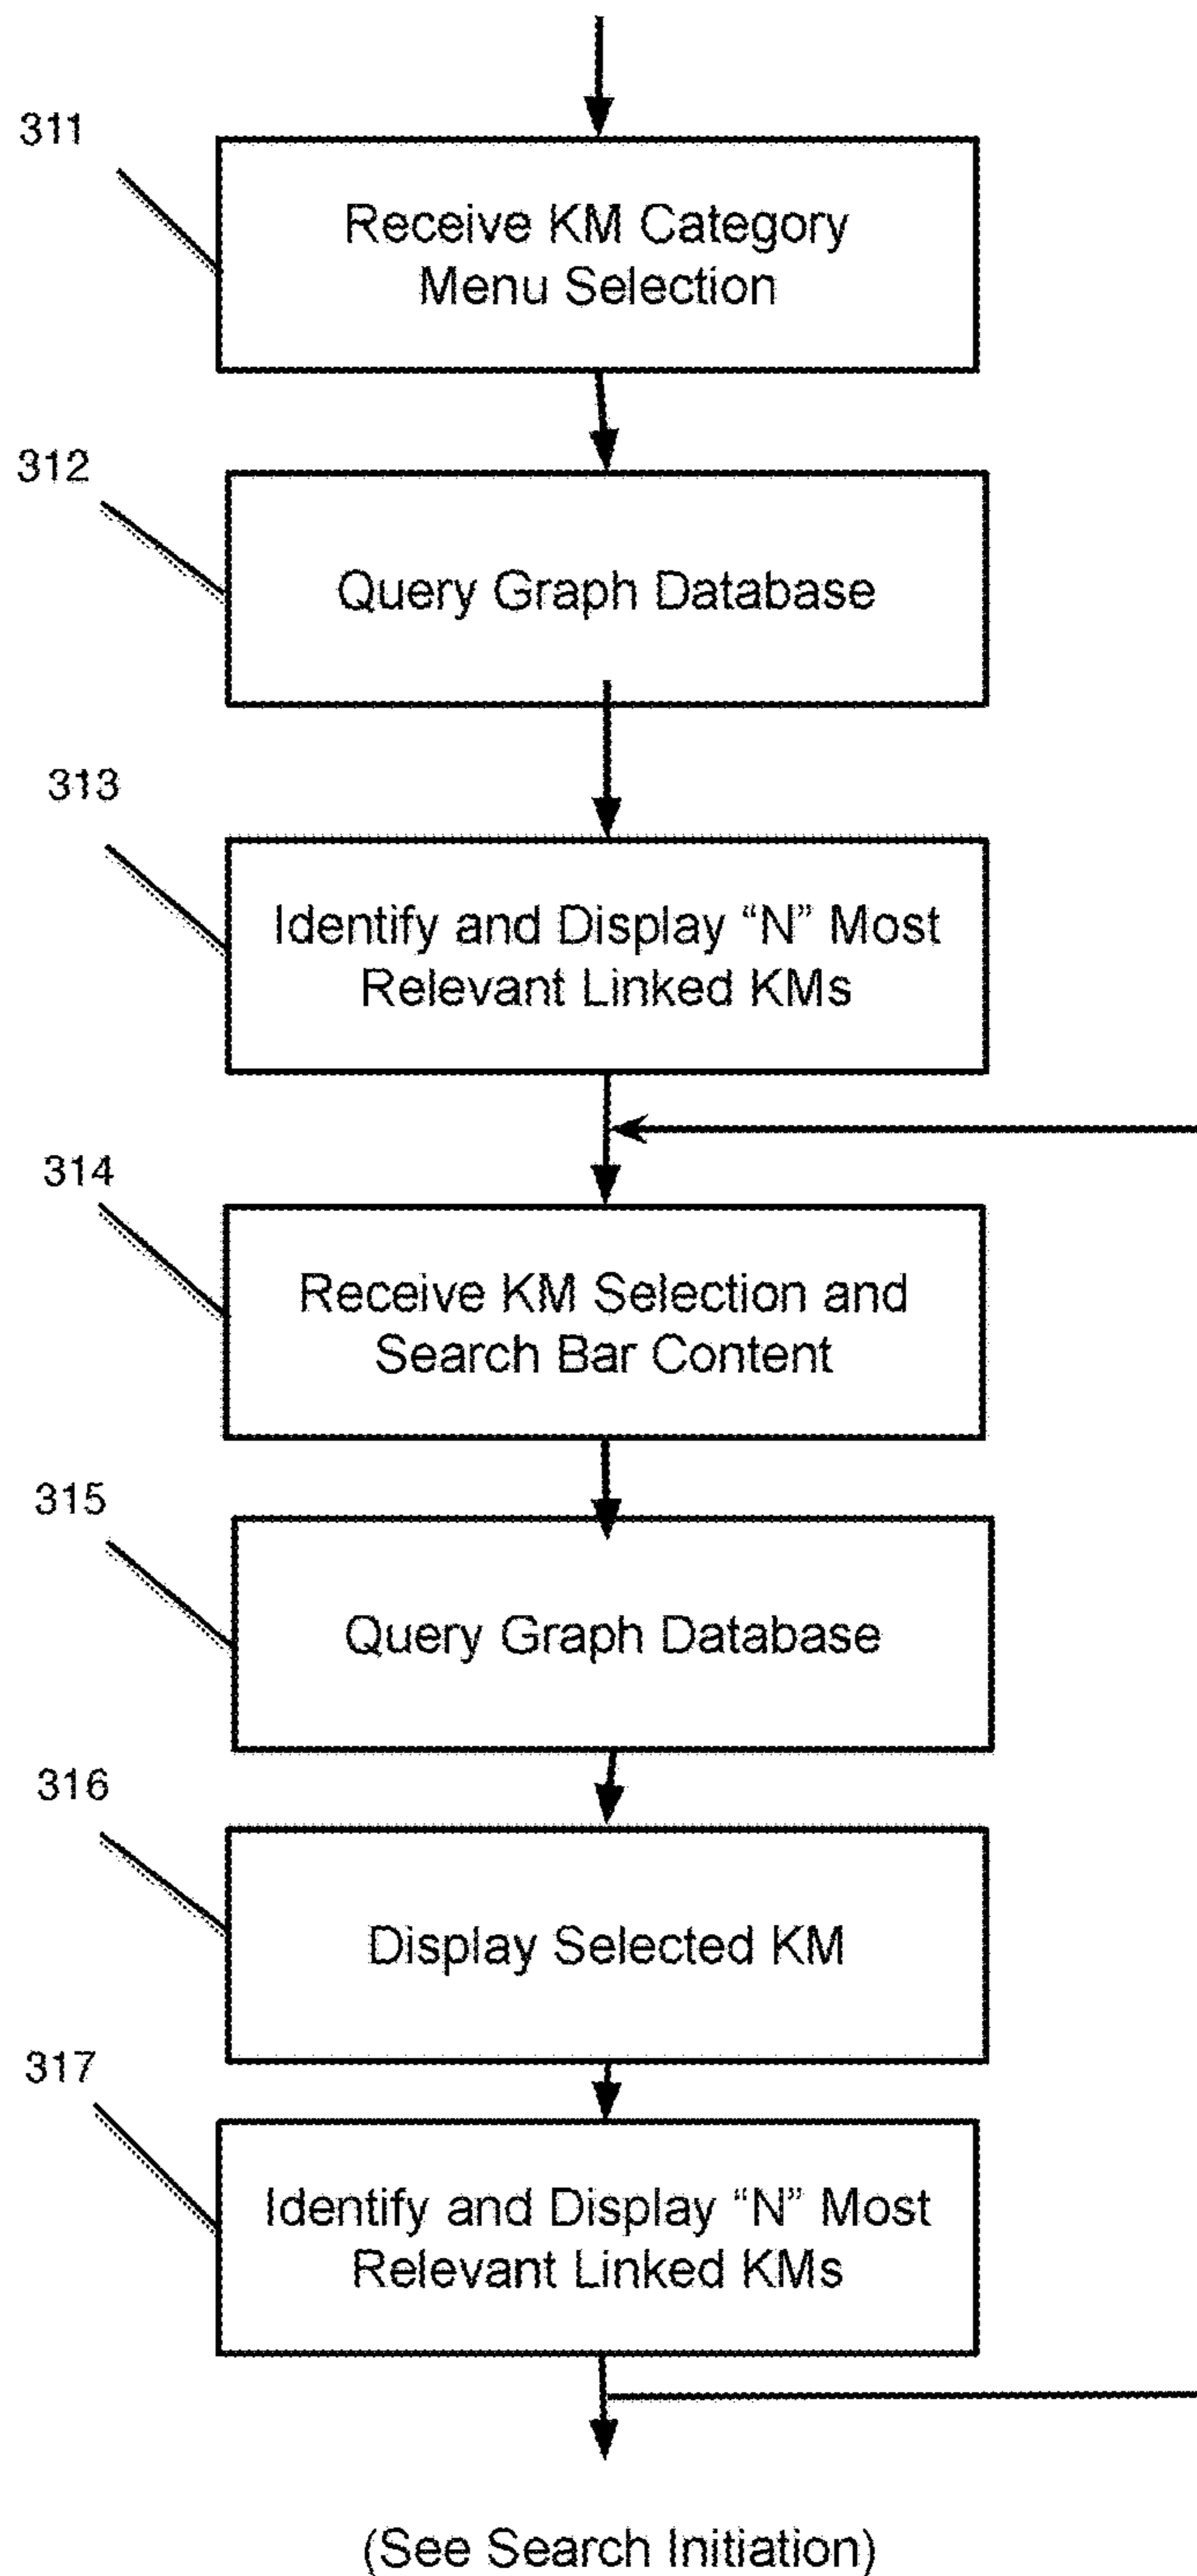 311
Receive KM Category
Menu Selection
312
Query Graph Database
313
Identify and Display “N” Most
Relevant Linked KMs
314
Receive KM Selection and
Search Bar Content
315
Query Graph Database
316
Display Selected KM
317
Identify and Display “N” Most
Relevant Linked KMs
(See Search Initiation)